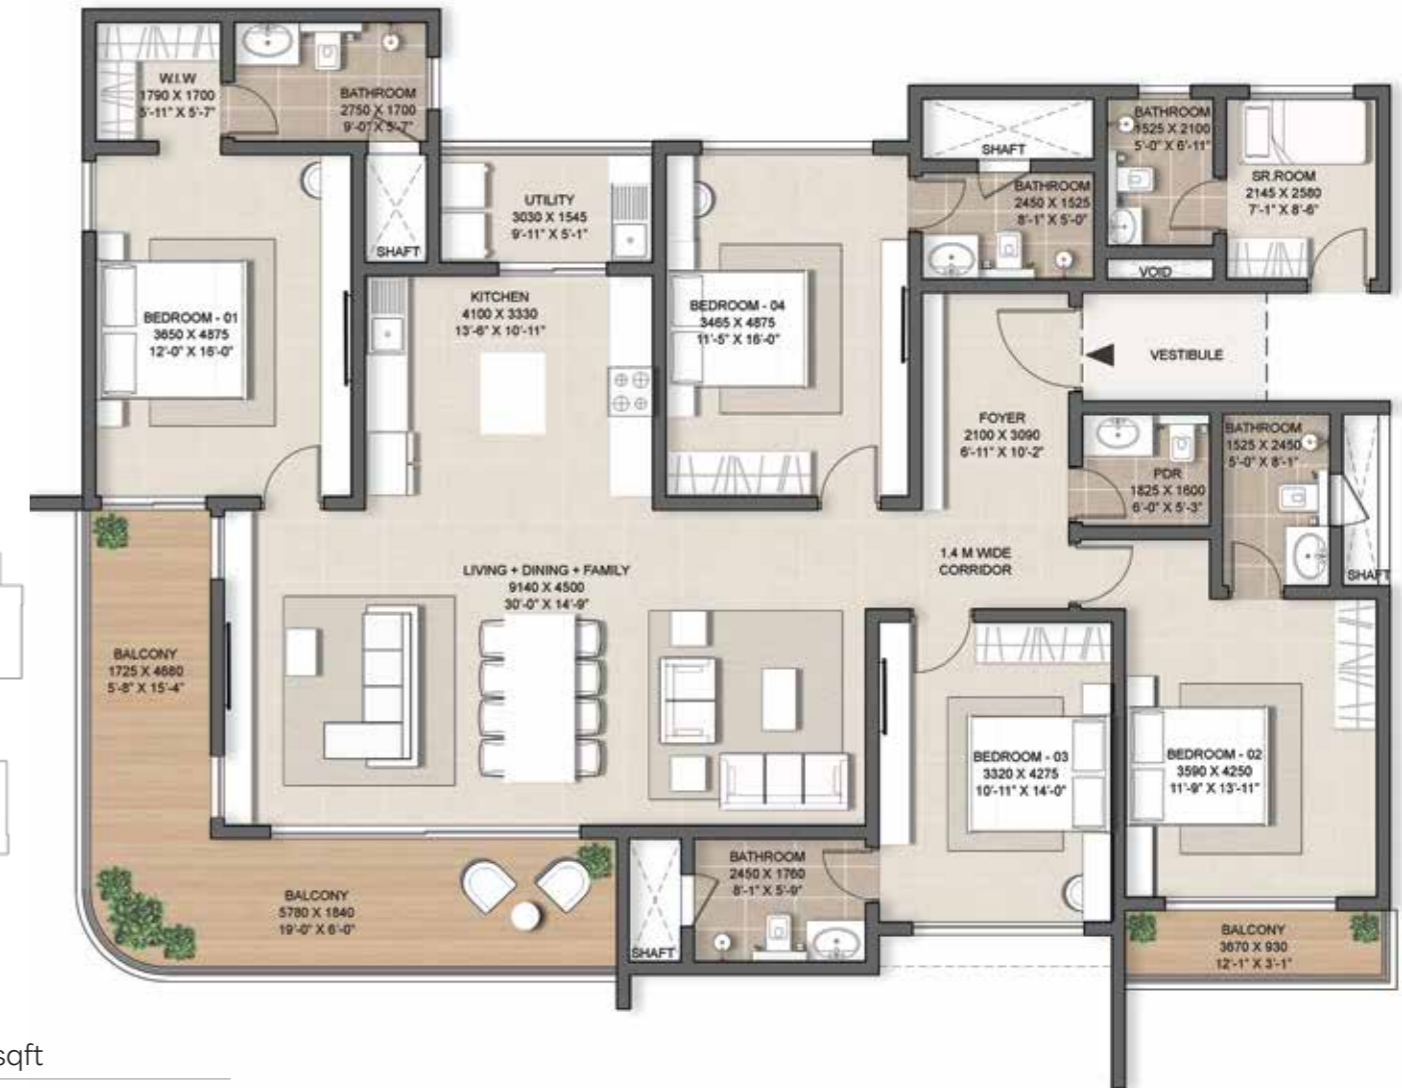 W.I.W
1790 X 1700
5'-11" X 5'-7"
BATHROOM
2750 X 1700
9'-0" X 5'-7"
SHAFT
BATHROOM
1525 X 2100
5'-0" X 6'-11"
SR.ROOM
2145 X 2580
7'-1" X 8'-6"
UTILITY
3030 X 1545
9'-11" X 5'-1"
SHAFT
BATHROOM
2450 X 1525
8'-1" X 5'-0"
VOID
BEDROOM - 01
3650 X 4875
12'-0" X 16'-0"
KITCHEN
4100 X 3330
13'-6" X 10'-11"
BEDROOM - 04
3465 X 4875
11'-5" X 16'-0"
VESTIBULE
FOYER
2100 X 3090
6'-11" X 10'-2"
BATHROOM
1525 X 2450
5'-0" X 8'-1"
PDR
1825 X 1600
6'-0" X 5'-3"
SHAFT
LIVING + DINING + FAMILY
9140 X 4500
30'-0" X 14'-9"
1.4 M WIDE
CORRIDOR
BALCONY
1725 X 4680
5'-8" X 15'-4"
BEDROOM - 03
3320 X 4275
10'-11" X 14'-0"
BEDROOM - 02
3590 X 4250
11'-9" X 13'-11"
BALCONY
5780 X 1840
19'-0" X 6'-0"
BATHROOM
2450 X 1760
8'-1" X 5'-9"
SHAFT
BALCONY
3670 X 930
12'-1" X 3'-1"
sqft